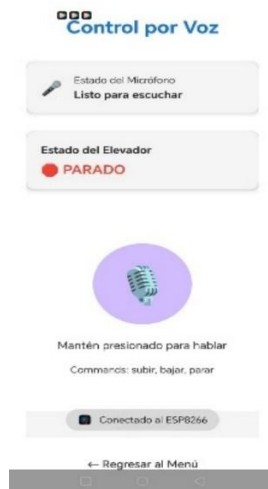 Control por Voz
Estado del Micrófono
Listo para escuchar
Estado del Elevador
PARADO
Mantén presionado para hablar
Commands: subir, bajar, parar
Conectado al ESP8266
← Regresar al Menú